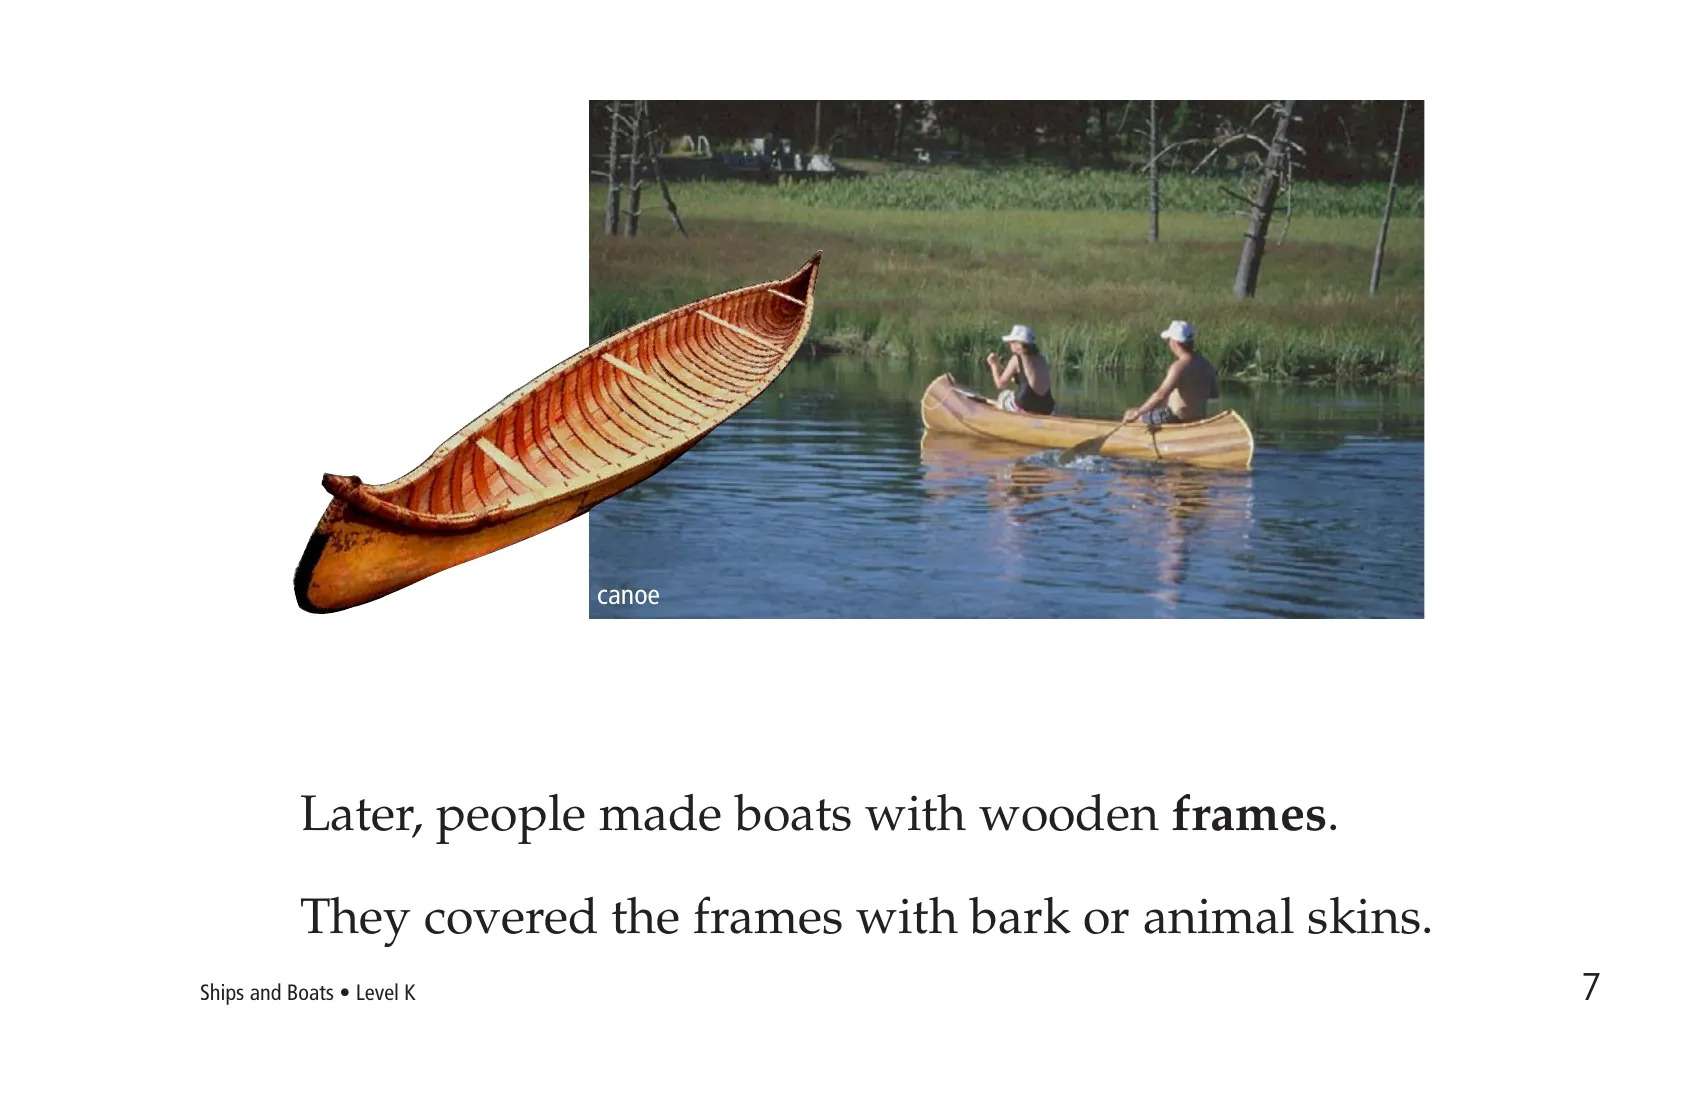 canoe
Later, people made boats with wooden frames.
They covered the frames with bark or animal skins.
Ships and Boats • Level K
7